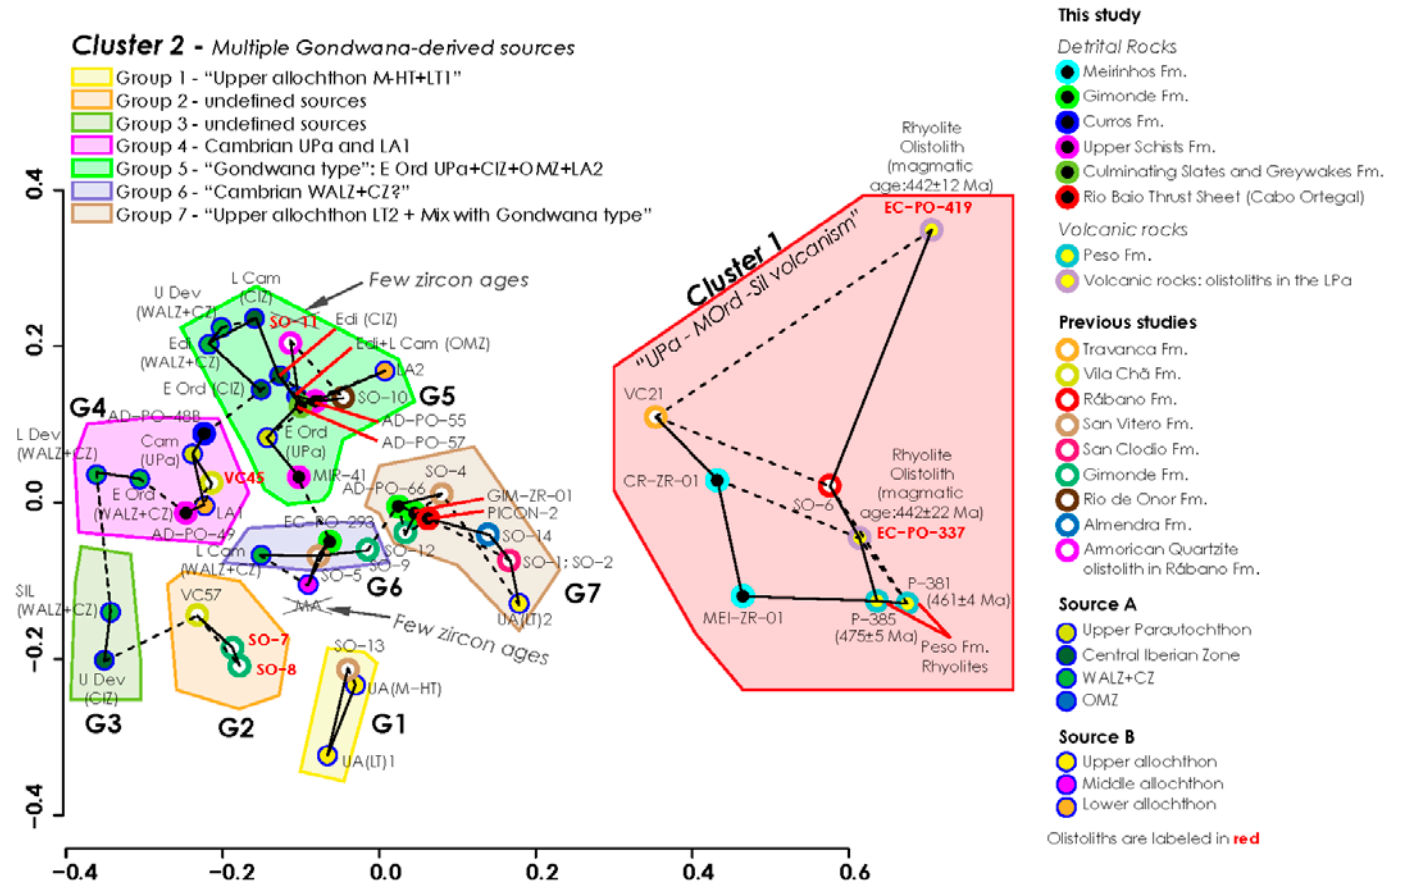 Cluster 2 - Multiple Gondwana-derived sources
Group 1 - “Upper allochthon M-HT+LT1”
Group 2 - undefined sources
Group 3 - undefined sources
Group 4 - Cambrian UPa and LA1
Group 5 - “Gondwana type”: E Ord UPa+CIZ+OMZ+LA2
Group 6 - “Cambrian WALZ+CZ?”
Group 7 - “Upper allochthon LT2 + Mix with Gondwana type”
0.4
0.2
0.0
−0.2
−0.4
−0.4
−0.2
0.0
0.2
0.4
0.6
Few zircon ages
L Cam
(CIZ)
U Dev
(WALZ+CZ)
SO-11
Edi (CIZ)
Edi
(WALZ+CZ)
Edi+L Cam (OMZ)
E Ord (CIZ)
LA2
SO-10
G5
G4
AD-PO-48B
AD-PO-55
AD-PO-57
E Ord
(UPa)
L Dev
(WALZ+CZ)
Cam
(UPa)
VC45
MIR-41
E Ord
(WALZ+CZ)
LA1
AD-PO-49
SO-4
AD-PO-66
GIM-ZR-01
PICON-2
EC-PO-293
SO-14
L Cam
(WALZ+CZ)
SO-12
SO-9
SO-5
SO-1; SO-2
G6
G7
MA
UA(LT)2
Few zircon ages
SIL
(WALZ+CZ)
VC57
SO-7
SO-8
U Dev
(CIZ)
G3
G2
SO-13
UA(M-HT)
G1
UA(LT)1
Rhyolite
Olistolith
(magmatic
age:442±12 Ma)
EC-PO-419
Cluster 1
“UPa - MOrd -Sil volcanism”
VC21
CR-ZR-01
SO-6
Rhyolite
Olistolith
(magmatic
age:442±22 Ma)
EC-PO-337
MEI-ZR-01
P-381
(461±4 Ma)
P-385
(475±5 Ma)
Peso Fm.
Rhyolites
This study
Detrital Rocks
Meirinhos Fm.
Gimonde Fm.
Curros Fm.
Upper Schists Fm.
Culminating Slates and Greywakes Fm.
Rio Baio Thrust Sheet (Cabo Ortegal)
Volcanic rocks
Peso Fm.
Volcanic rocks: olistoliths in the LPa
Previous studies
Travanca Fm.
Vila Chã Fm.
Rábano Fm.
San Vitero Fm.
San Clodio Fm.
Gimonde Fm.
Rio de Onor Fm.
Almendra Fm.
Armorican Quartzite
olistolith in Rábano Fm.
Source A
Upper Parautochthon
Central Iberian Zone
WALZ+CZ
OMZ
Source B
Upper allochthon
Middle allochthon
Lower allochthon
Olistoliths are labeled in red